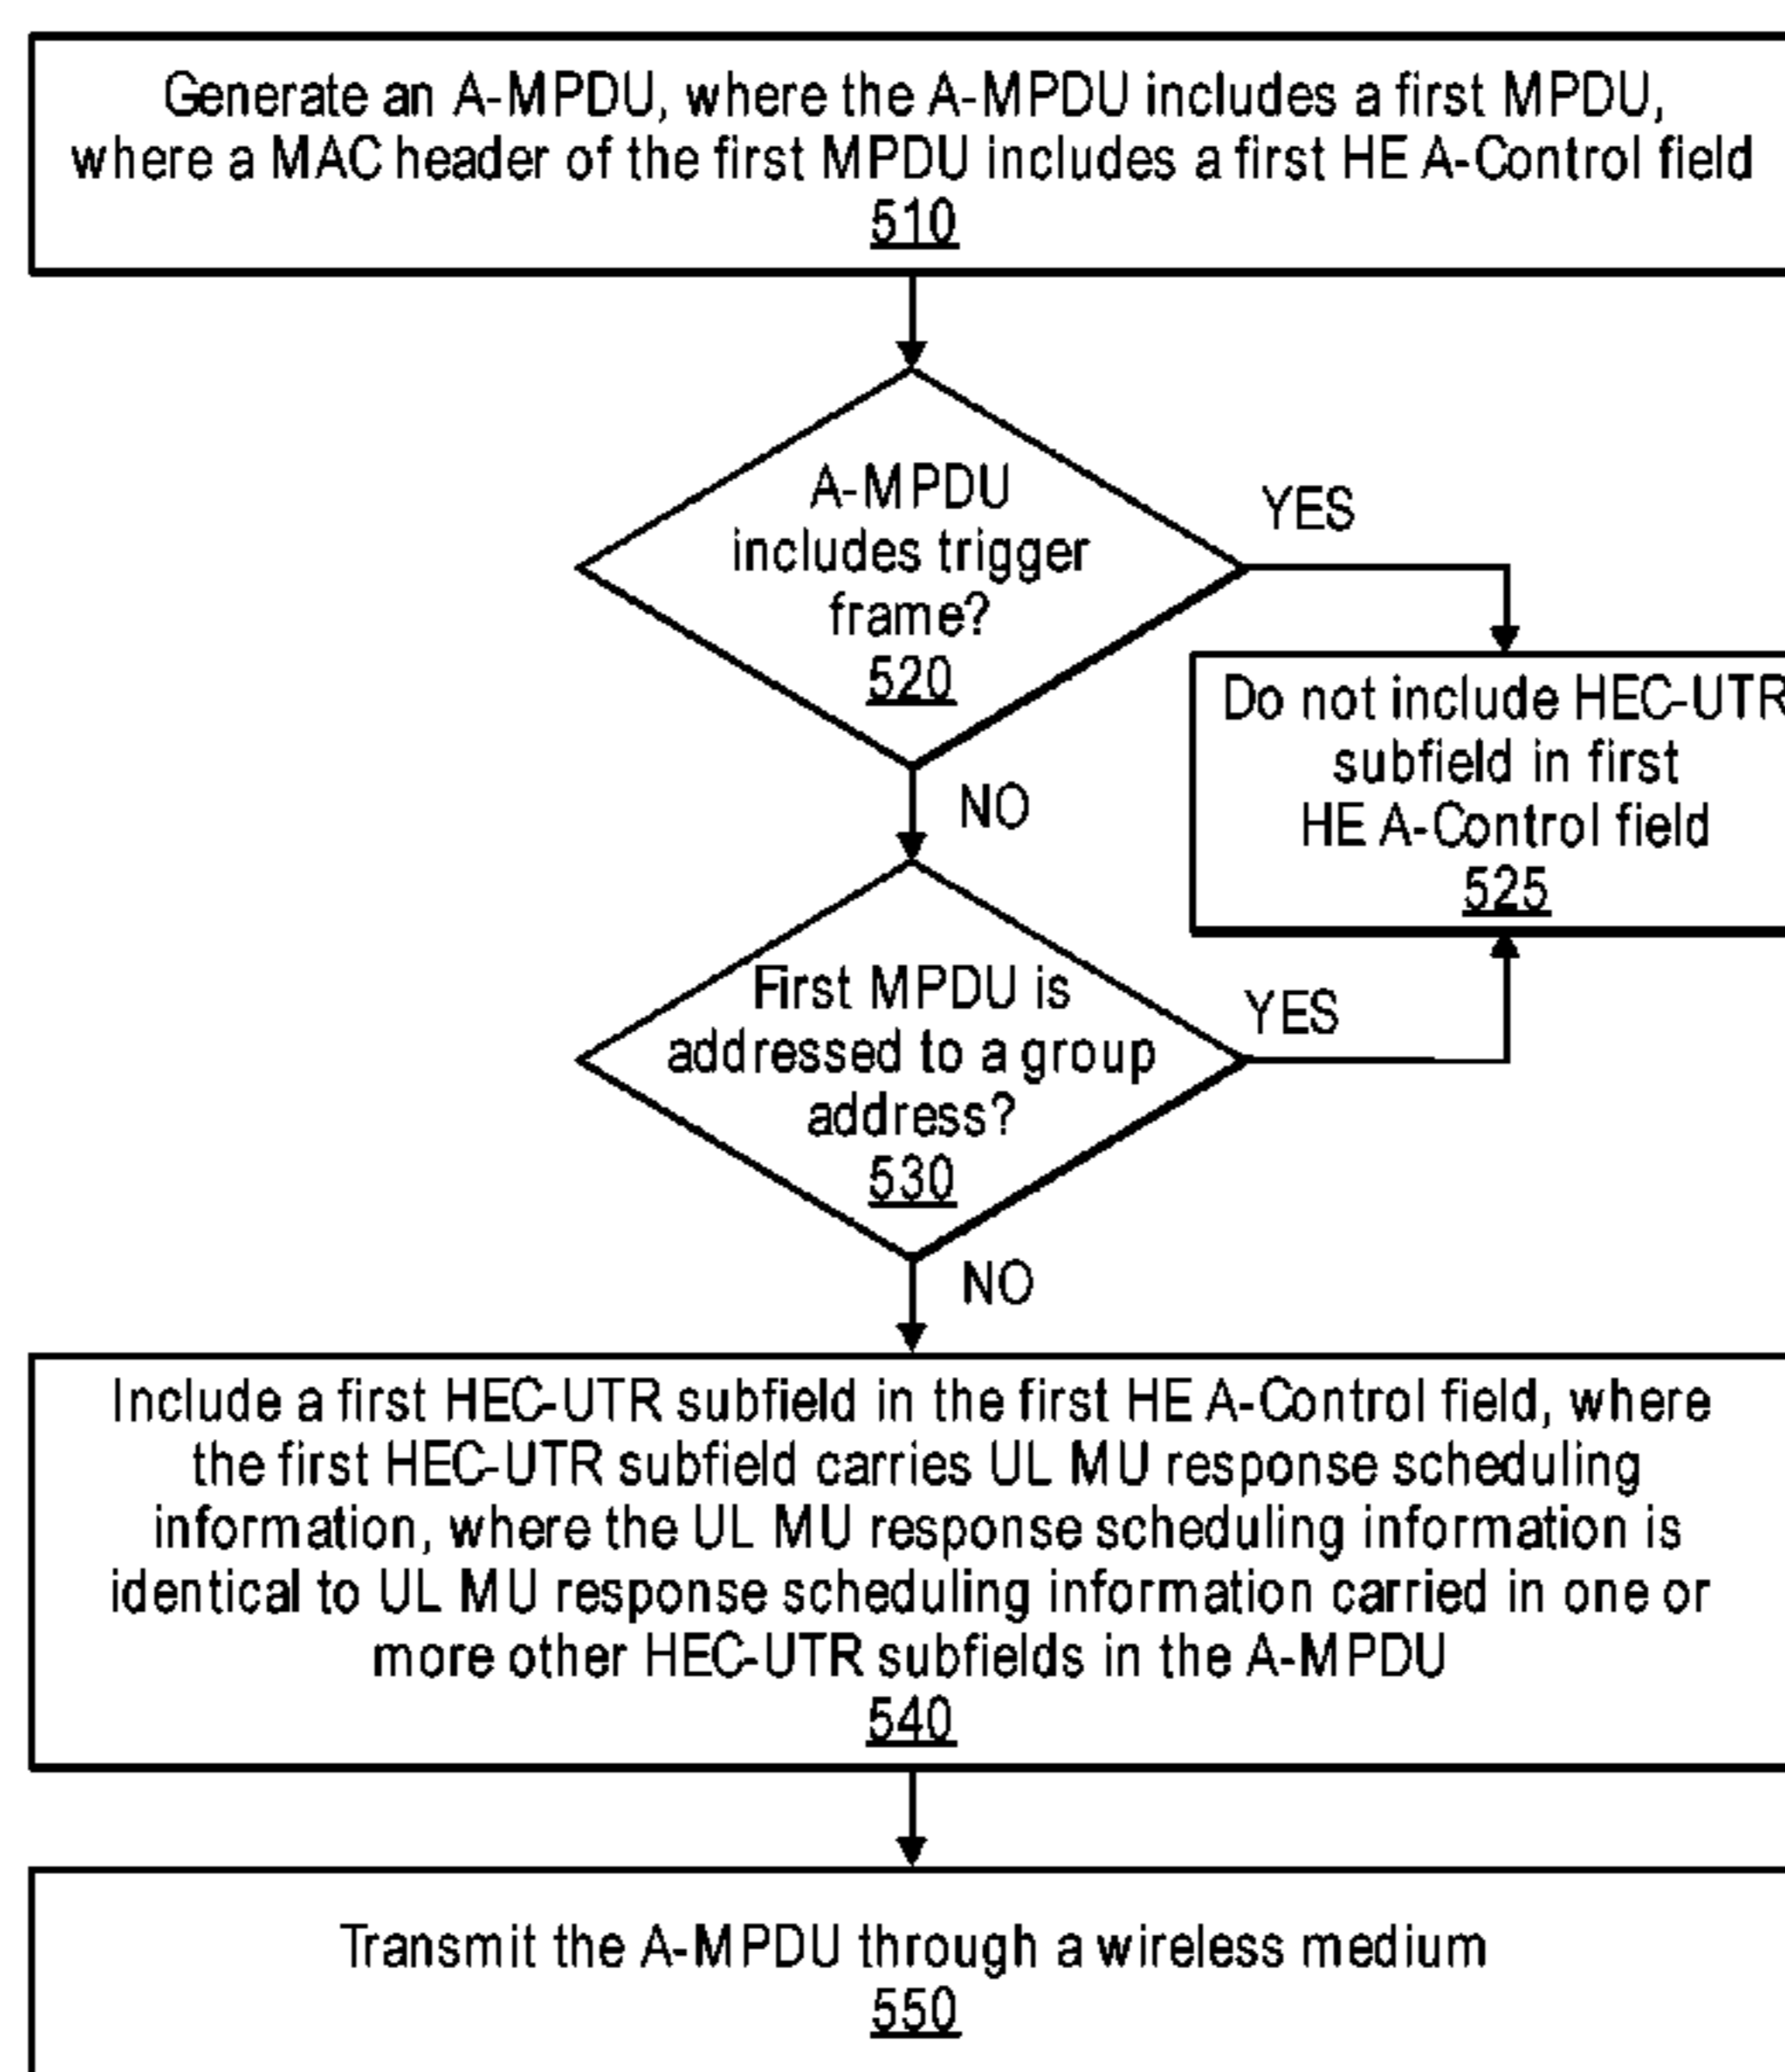 Generate an A-MPDU, where the A-MPDU includes a first MPDU,
where a MAC header of the first MPDU includes a first HE A-Control field
510
A-MPDU
includes trigger
frame?
520
YES
Do not include HEC-UTR
subfield in first
HE A-Control field
525
NO
First MPDU is
addressed to a group
address?
530
YES
NO
Include a first HEC-UTR subfield in the first HE A-Control field, where
the first HEC-UTR subfield carries UL MU response scheduling
information, where the UL MU response scheduling information is
identical to UL MU response scheduling information carried in one or
more other HEC-UTR subfields in the A-MPDU
540
Transmit the A-MPDU through a wireless medium
550